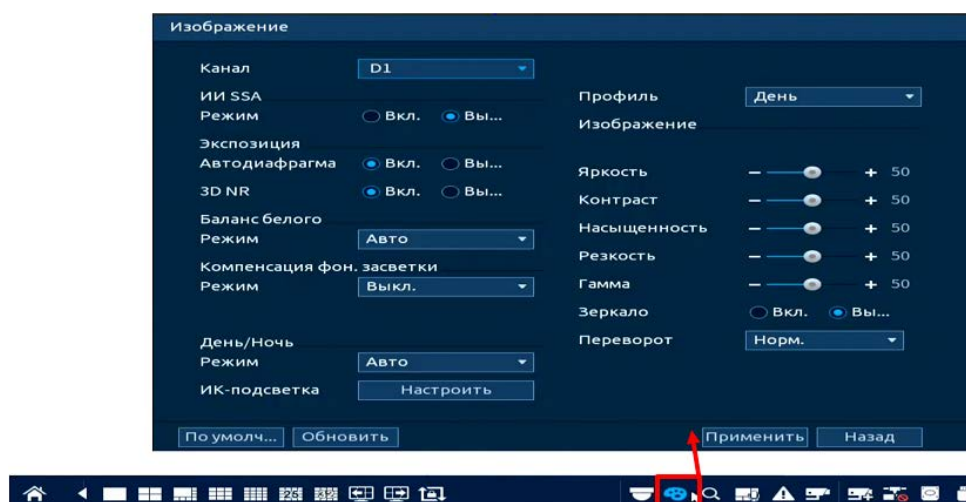 Изображение
Канал D1
ИИ SSA
Режим Вкл. Вы...
Экспозиция
Автодиафрагма Вкл. Вы...
3D NR Вкл. Вы...
Баланс белого
Режим Авто
Компенсация фон. засветки
Режим Выкл.
День/Ночь
Режим Авто
ИК-подсветка Настроить
Профиль День
Изображение
Яркость - + 50
Контраст - + 50
Насыщенность - + 50
Резкость - + 50
Гамма - + 50
Зеркало Вкл. Вы...
Переворот Норм.
По умолч... Обновить Применить Назад
25